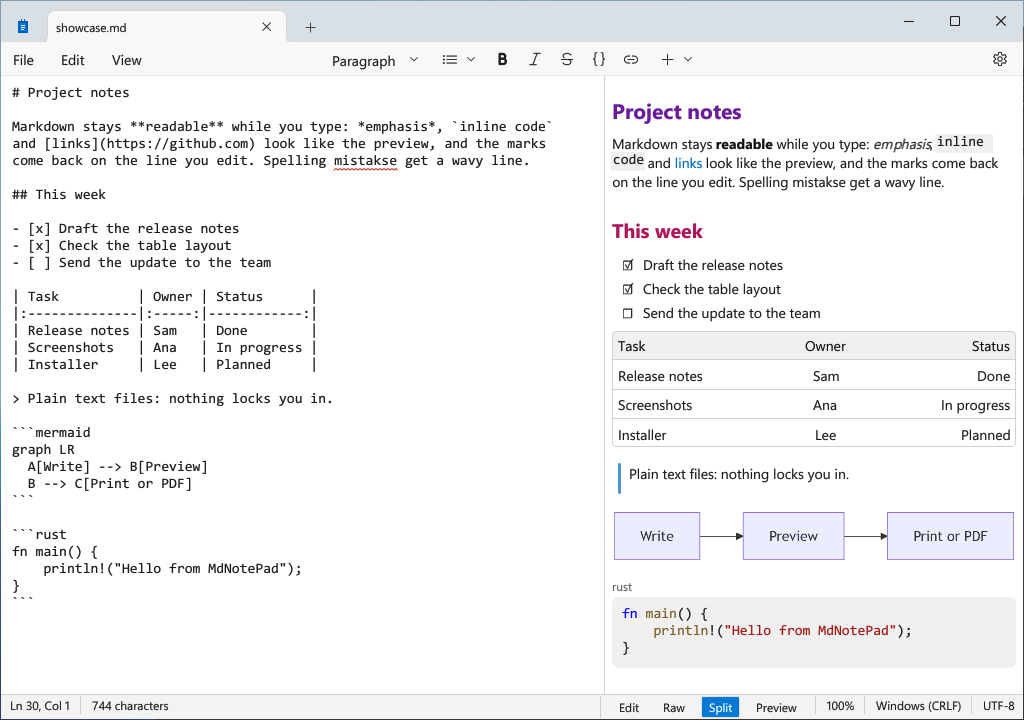 showcase.md
File Edit View Paragraph B I S {}
# Project notes
Markdown stays **readable** while you type: *emphasis*, `inline code`
and [links](https://github.com) look like the preview, and the marks
come back on the line you edit. Spelling mistakse get a wavy line.
## This week
- [x] Draft the release notes
- [x] Check the table layout
- [ ] Send the update to the team
| Task          | Owner | Status      |
|:--------------|:-----:|------------:|
| Release notes | Sam   | Done        |
| Screenshots   | Ana   | In progress |
| Installer     | Lee   | Planned     |
> Plain text files: nothing locks you in.
```mermaid
graph LR
  A[Write] --> B[Preview]
  B --> C[Print or PDF]
```
```rust
fn main() {
    println!("Hello from MdNotePad");
}
```
Project notes
Markdown stays readable while you type: emphasis, inline
code and links look like the preview, and the marks come back
on the line you edit. Spelling mistakse get a wavy line.
This week
Draft the release notes
Check the table layout
Send the update to the team
Task Owner Status
Release notes Sam Done
Screenshots Ana In progress
Installer Lee Planned
Plain text files: nothing locks you in.
Write Preview Print or PDF
rust
fn main() {
    println!("Hello from MdNotePad");
}
Ln 30, Col 1 744 characters Edit Raw Split Preview 100% Windows (CRLF) UTF-8